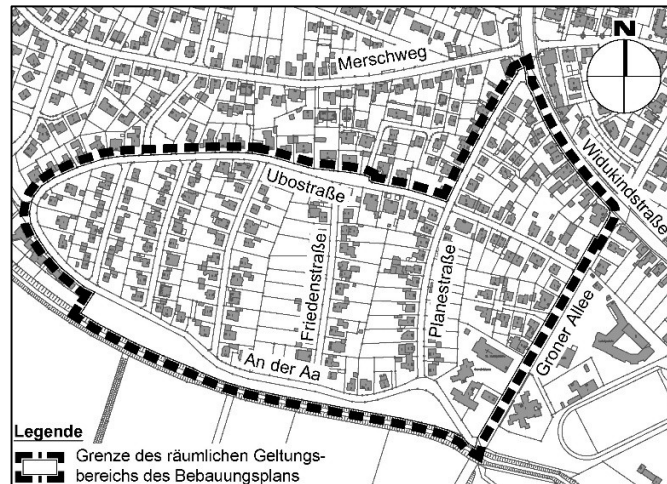 N
Merschweg
Widukindstraße
Ubostraße
Friedenstraße
Planestraße
Groner Allee
An der Aa
Legende
Grenze des räumlichen Geltungs-
bereichs des Bebauungsplans